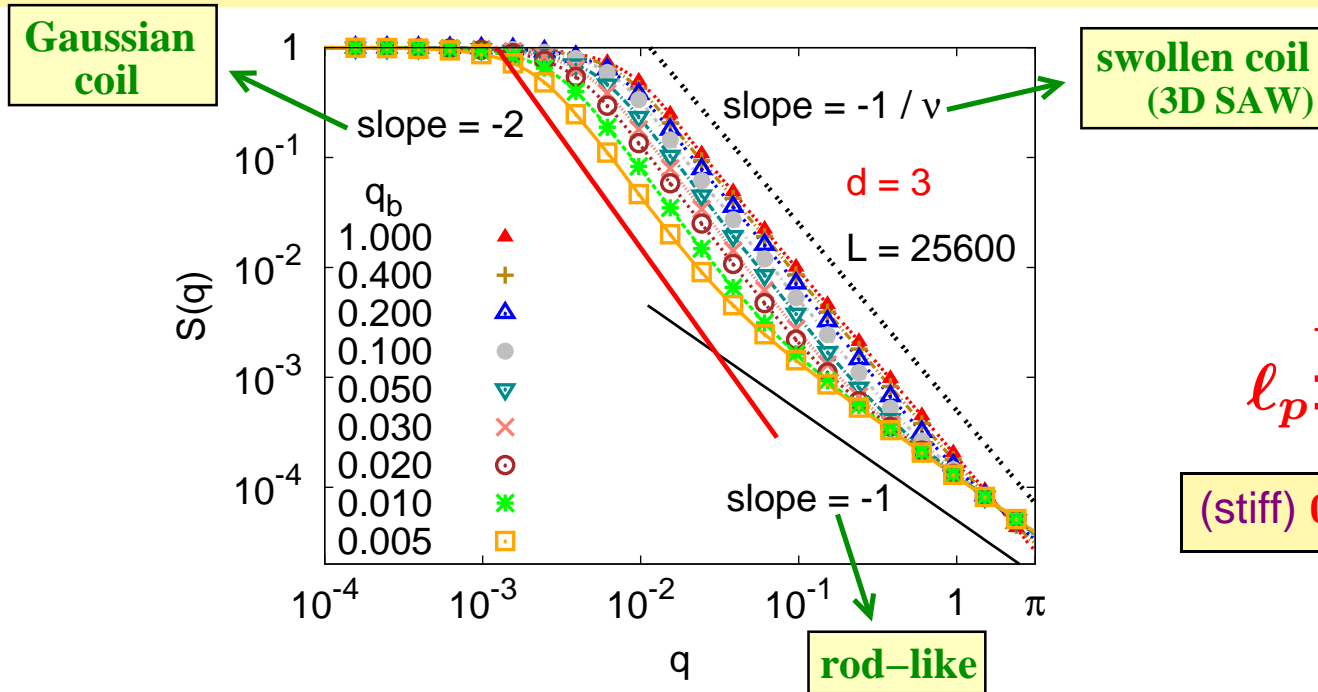 Gaussian
coil
swollen coil
(3D SAW)
slope = -2
slope = -1 / ν
d = 3
L = 25600
q_b
1.000
0.400
0.200
0.100
0.050
0.030
0.020
0.010
0.005
slope = -1
S(q)
1
10^-1
10^-2
10^-3
10^-4
10^-4
10^-3
10^-2
10^-1
1
π
q
rod–like
ℓ_p
(stiff)